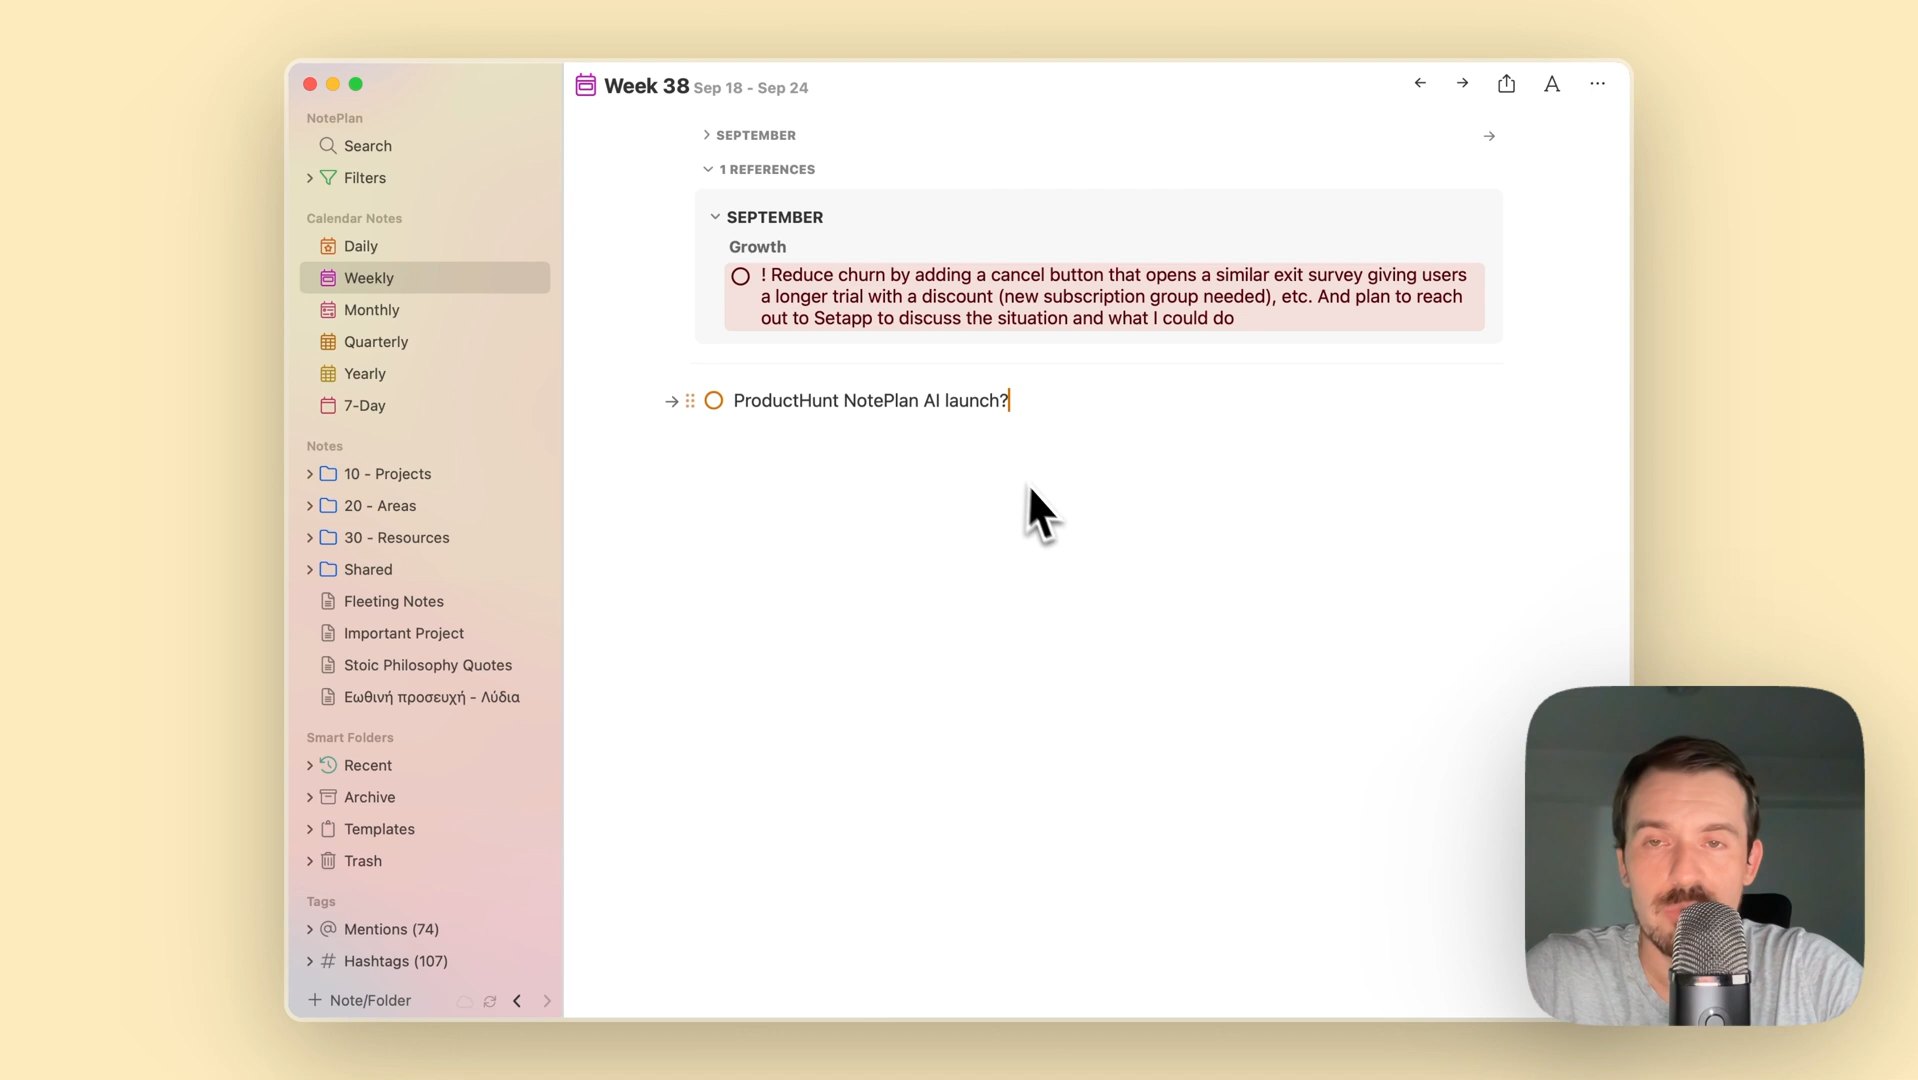 NotePlan
Search
Filters
Calendar Notes
Daily
Weekly
Monthly
Quarterly
Yearly
7-Day
Notes
10 - Projects
20 - Areas
30 - Resources
Shared
Fleeting Notes
Important Project
Stoic Philosophy Quotes
Εωθινή προσευχή - Λύδια
Smart Folders
Recent
Archive
Templates
Trash
Tags
Mentions (74)
Hashtags (107)
Note/Folder
Week 38 Sep 18 - Sep 24
SEPTEMBER
1 REFERENCES
SEPTEMBER
Growth
! Reduce churn by adding a cancel button that opens a similar exit survey giving users
a longer trial with a discount (new subscription group needed), etc. And plan to reach
out to Setapp to discuss the situation and what I could do
ProductHunt NotePlan AI launch?